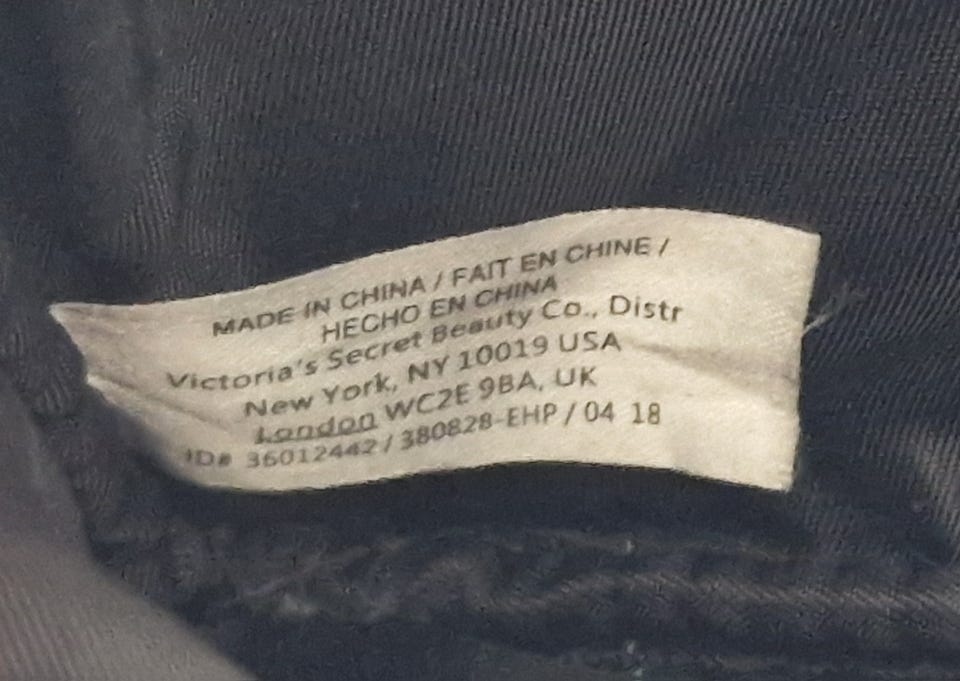 MADE IN CHINA / FAIT EN CHINE /
HECHO EN CHINA
Victoria's Secret Beauty Co., Distr
New York, NY 10019 USA
London WC2E 9BA, UK
ID# 36012442 / 380828-EHP / 04 18